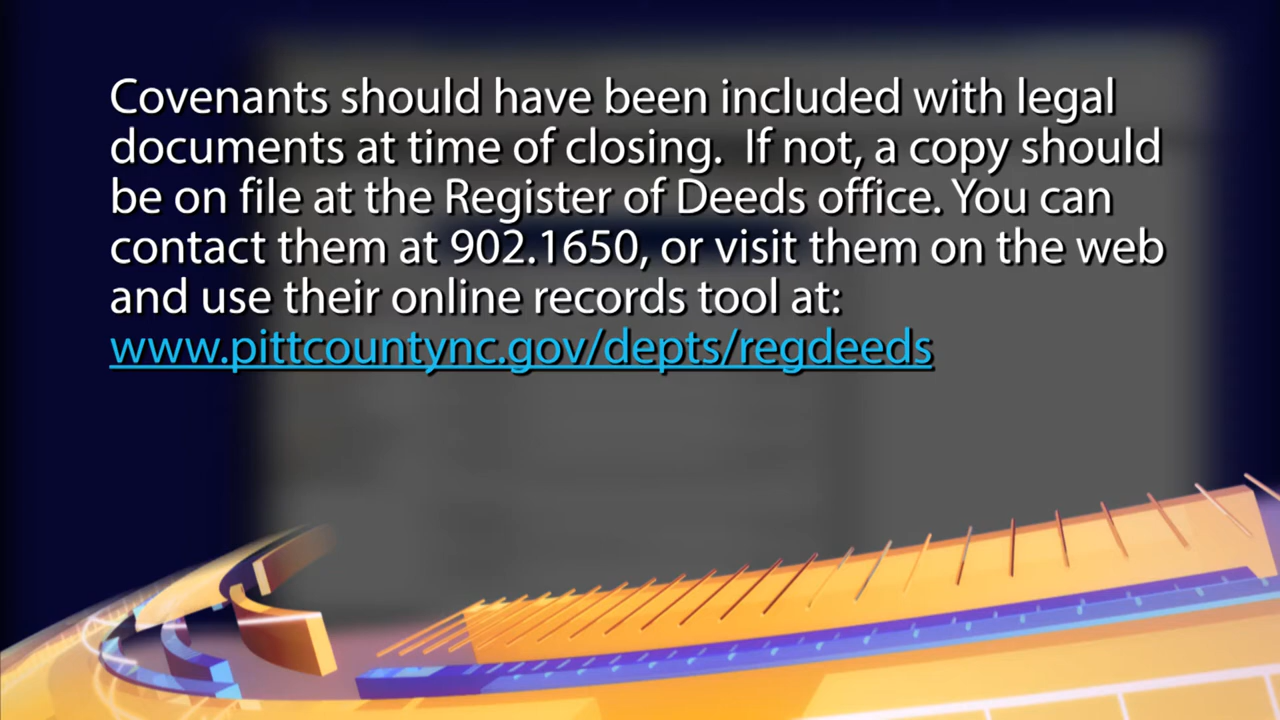 Covenants should have been included with legal
documents at time of closing.  If not, a copy should
be on file at the Register of Deeds office. You can
contact them at 902.1650, or visit them on the web
and use their online records tool at:
www.pittcountync.gov/depts/regdeeds